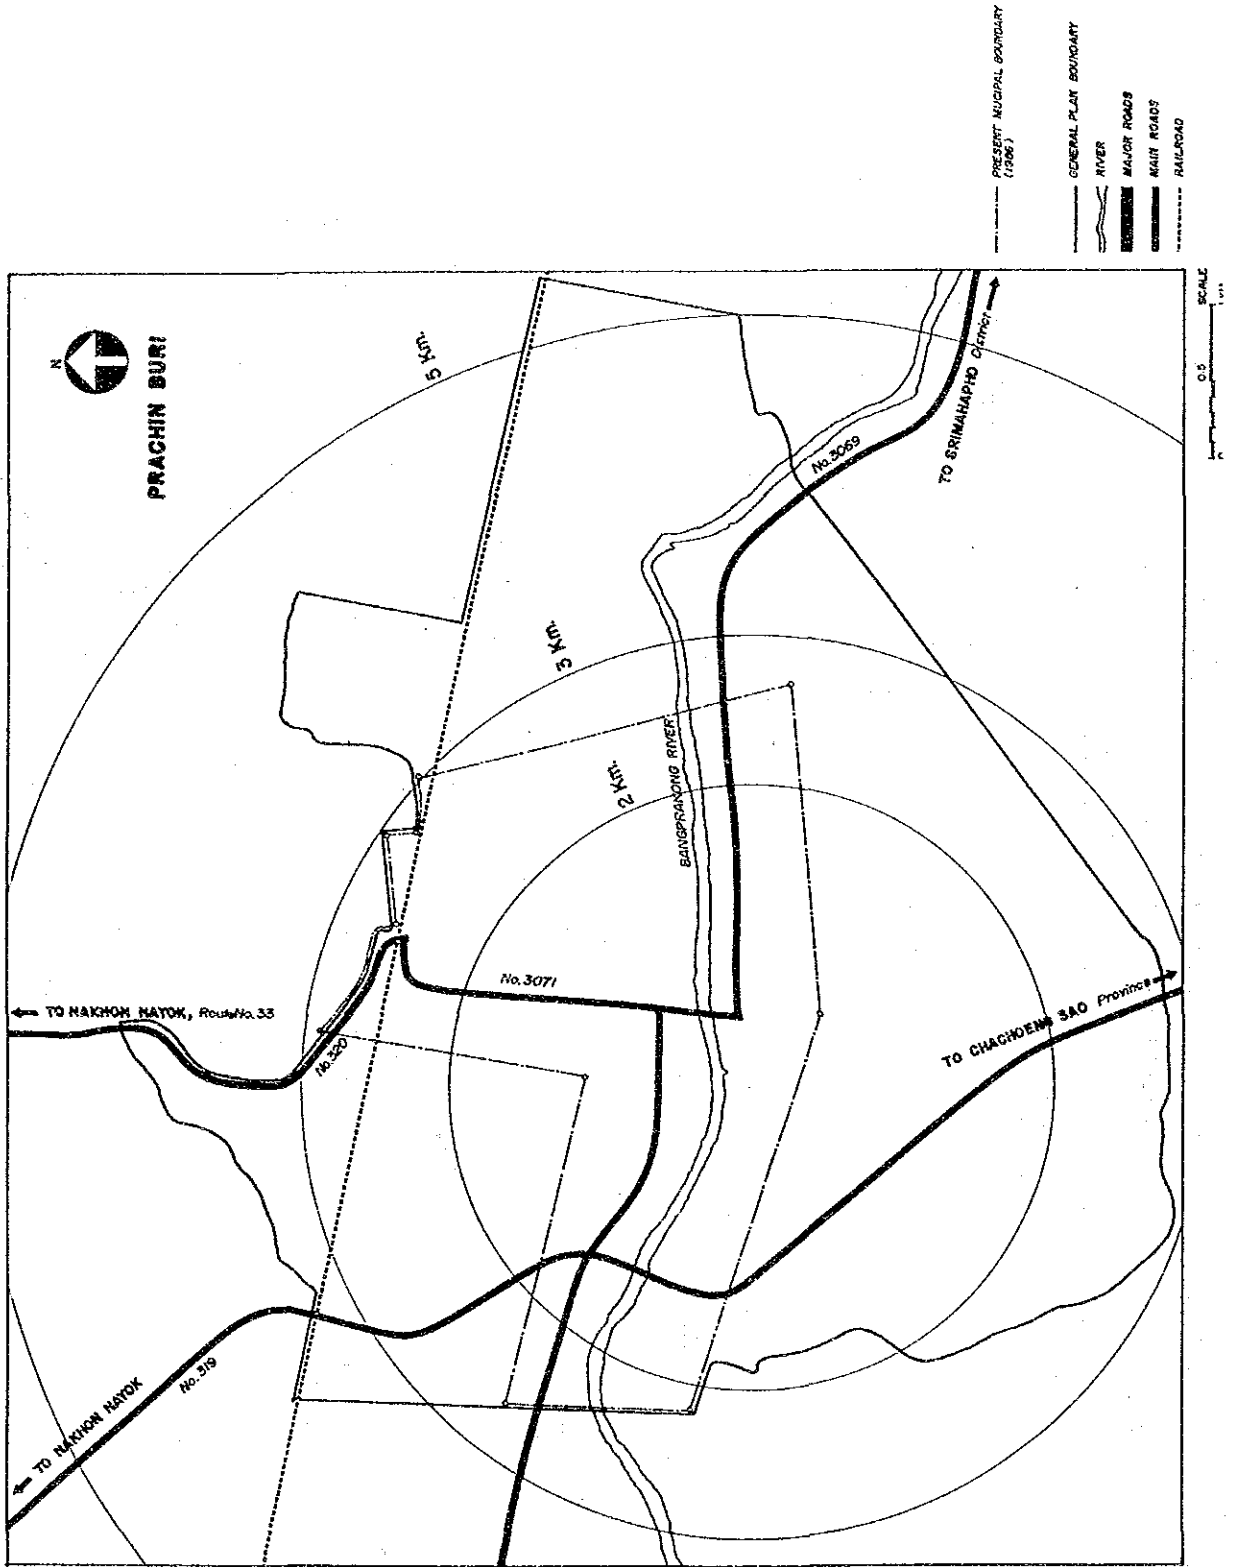 PRACHIN BURI
N
5 Km.
3 Km.
2 Km.
TO NAKHON NAYOK, Route No. 33
No. 320
No. 3071
TO NAKHON NAYOK
No. 319
BANGPRAKONG RIVER
No. 3069
TO SRIMAHAPHO District
TO CHACHOENG SAO Province
PRESENT MUCIPAL BOUNDARY
GENERAL PLAN BOUNDARY
RIVER
MAJOR ROADS
MAIN ROADS
RAILROAD
SCALE
0.5